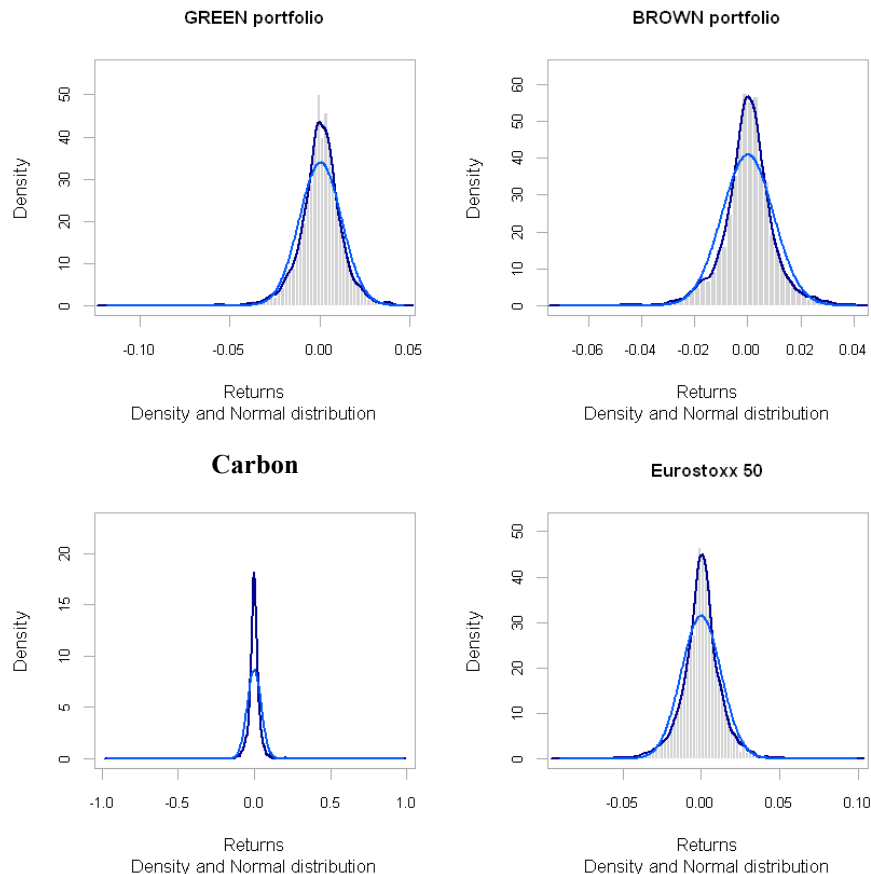 GREEN portfolio
Density
0
10
20
30
40
50
-0.10 -0.05 0.00 0.05
Returns
Density and Normal distribution
BROWN portfolio
Density
0
10
20
30
40
50
60
-0.06 -0.04 -0.02 0.00 0.02 0.04
Returns
Density and Normal distribution
Carbon
Density
0
5
10
15
20
-1.0 -0.5 0.0 0.5 1.0
Returns
Density and Normal distribution
Eurostoxx 50
Density
0
10
20
30
40
50
-0.05 0.00 0.05 0.10
Returns
Density and Normal distribution